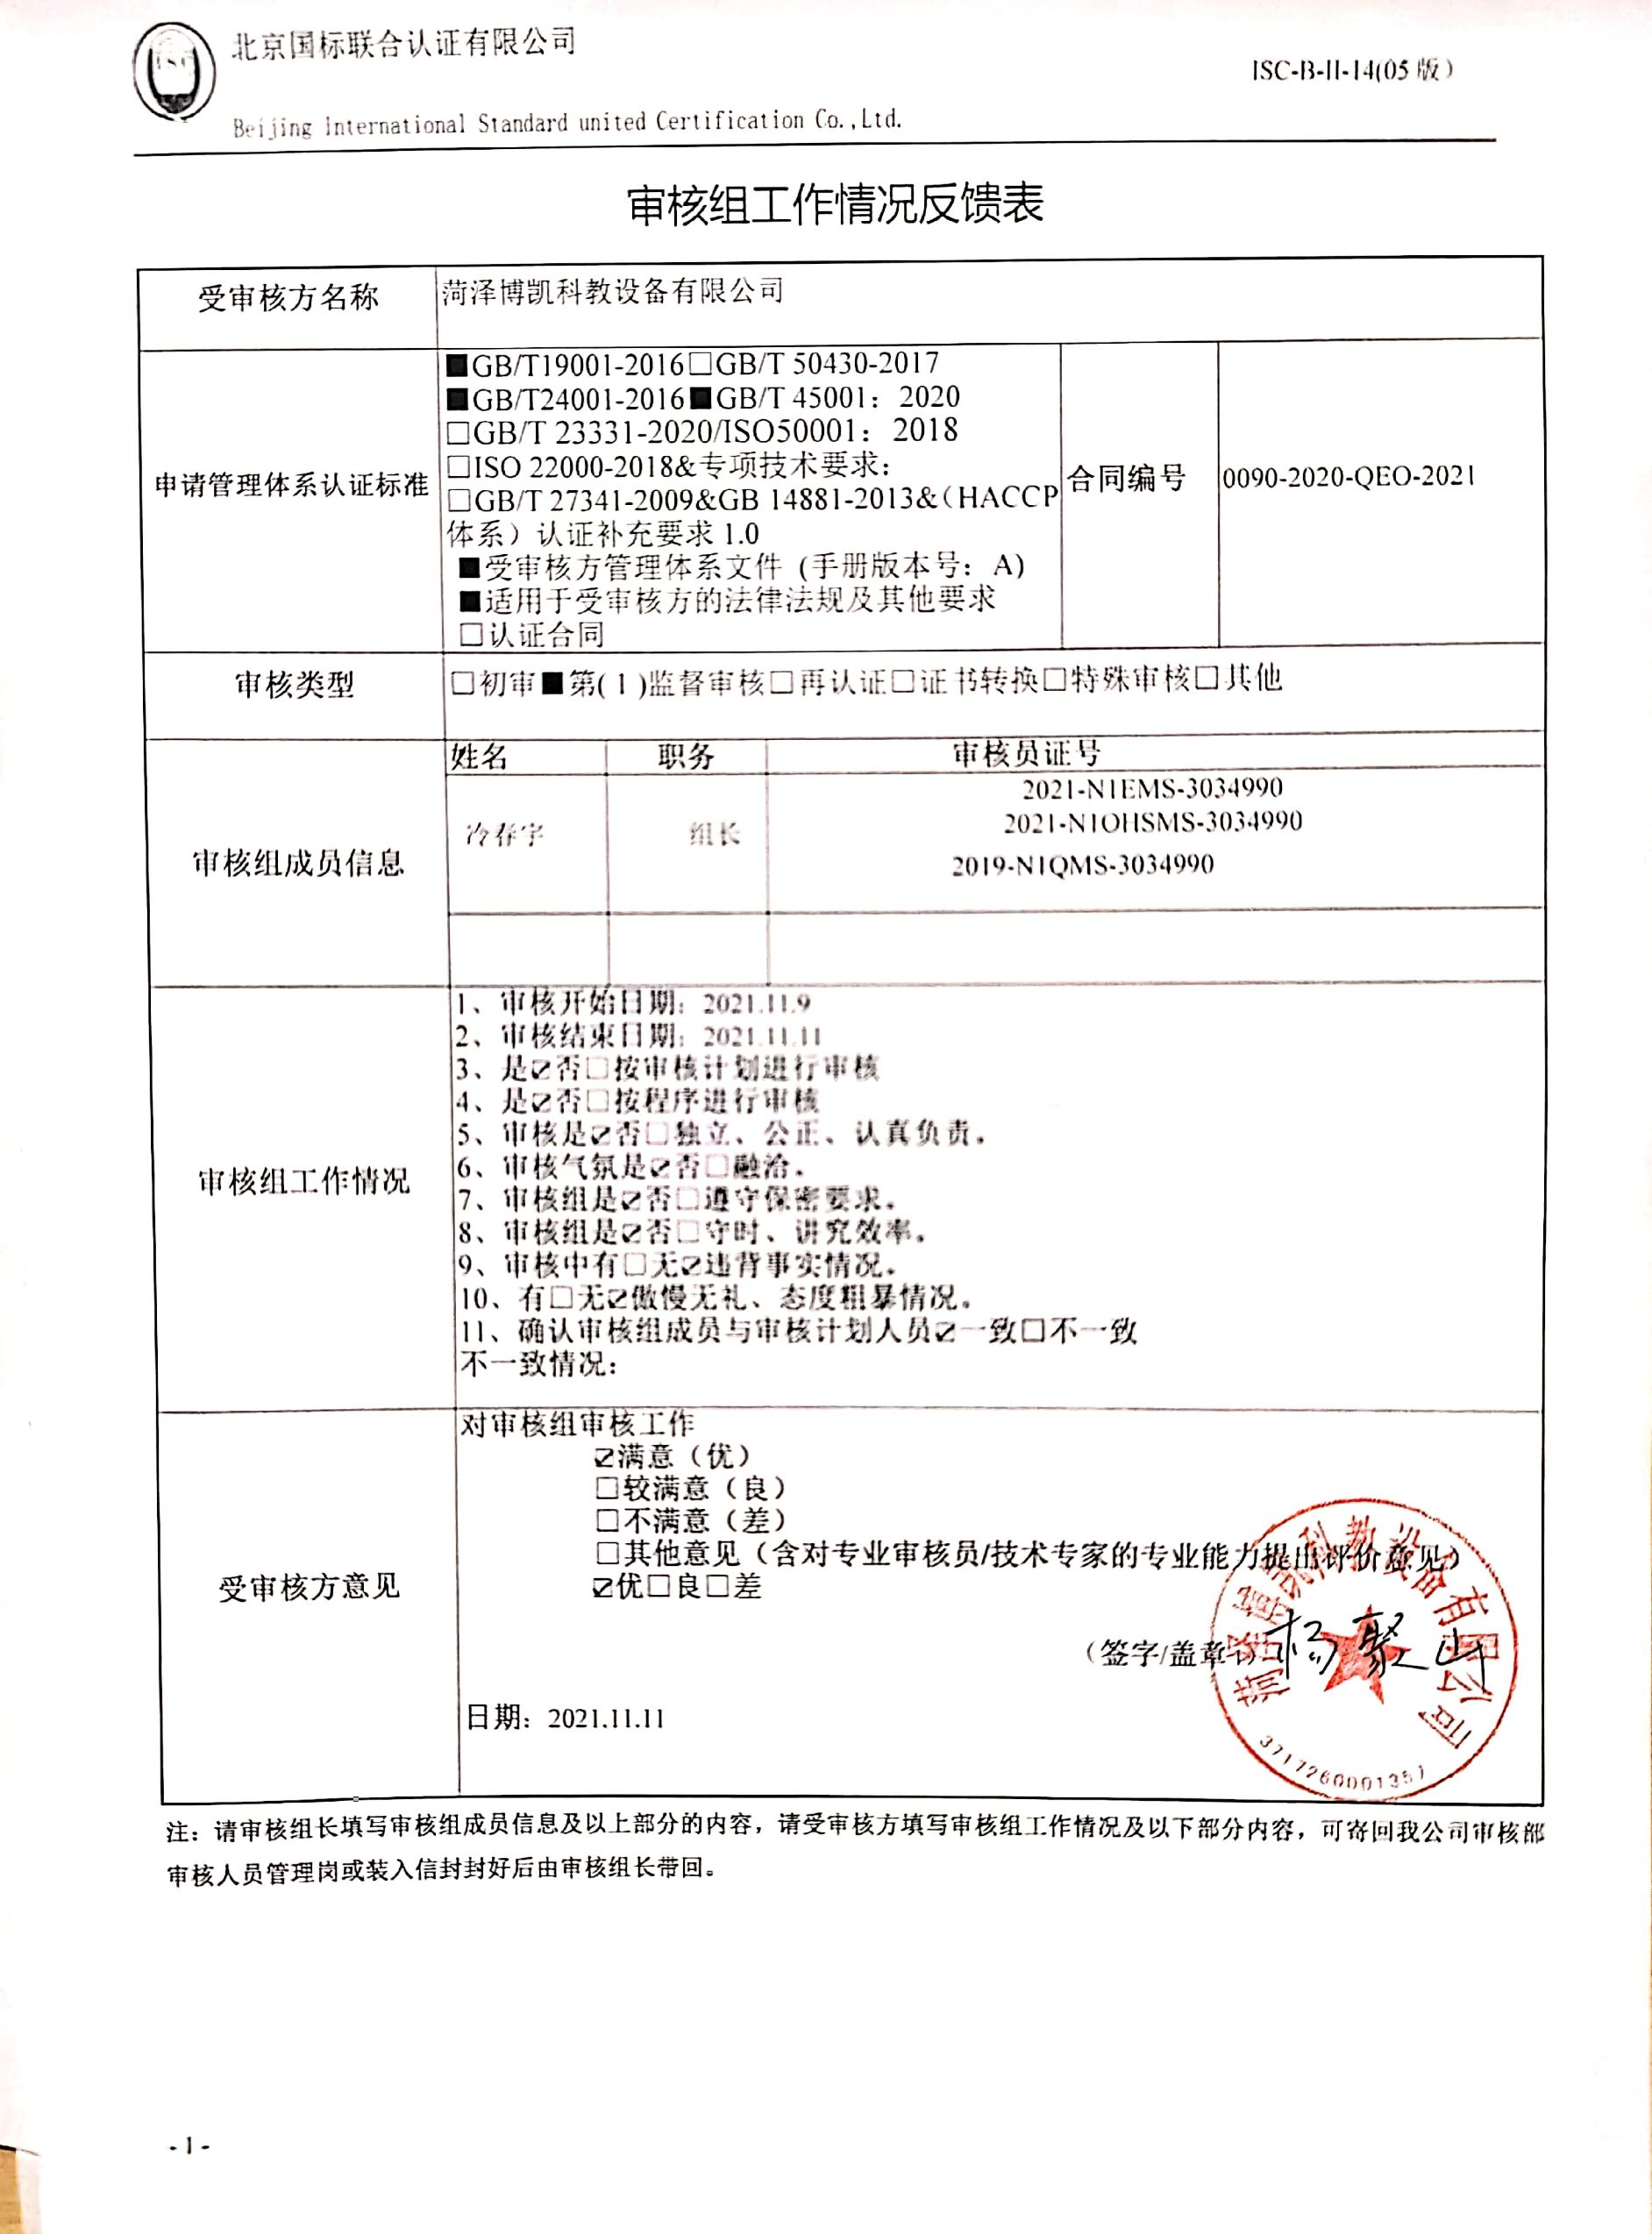 ISC
北京国标联合认证有限公司
ISC-B-II-14(05 版)
Beijing International Standard united Certification Co.,Ltd.
审核组工作情况反馈表
受审核方名称
菏泽博凯科教设备有限公司
申请管理体系认证标准
■GB/T19001-2016□GB/T 50430-2017
■GB/T24001-2016■GB/T 45001：2020
□GB/T 23331-2020/ISO50001：2018
□ISO 22000-2018&专项技术要求：
□GB/T 27341-2009&GB 14881-2013&（HACCP
体系）认证补充要求 1.0
■受审核方管理体系文件 (手册版本号：A)
■适用于受审核方的法律法规及其他要求
□认证合同
合同编号
0090-2020-QEO-2021
审核类型
□初审■第( 1 )监督审核□再认证□证书转换□特殊审核□其他
审核组成员信息
姓名 职务 审核员证号
冷春宇 组长
2021-N1EMS-3034990
2021-N1OHSMS-3034990
2019-N1QMS-3034990
审核组工作情况
1、审核开始日期：2021.11.9
2、审核结束日期：2021.11.11
3、是☑否□按审核计划进行审核
4、是☑否□按程序进行审核
5、审核是☑否□独立、公正、认真负责。
6、审核气氛是☑否□融洽。
7、审核组是☑否□遵守保密要求。
8、审核组是☑否□守时、讲究效率。
9、审核中有□无☑违背事实情况。
10、有□无☑傲慢无礼、态度粗暴情况。
11、确认审核组成员与审核计划人员☑一致□不一致
不一致情况：
受审核方意见
对审核组审核工作
☑满意（优）
□较满意（良）
□不满意（差）
□其他意见（含对专业审核员/技术专家的专业能力提出评价意见）
☑优□良□差
（签字/盖章 杨聚山
菏泽博凯科教设备有限公司
3717260001351
日期：2021.11.11
注：请审核组长填写审核组成员信息及以上部分的内容，请受审核方填写审核组工作情况及以下部分内容，可寄回我公司审核部
审核人员管理岗或装入信封封好后由审核组长带回。
- 1 -